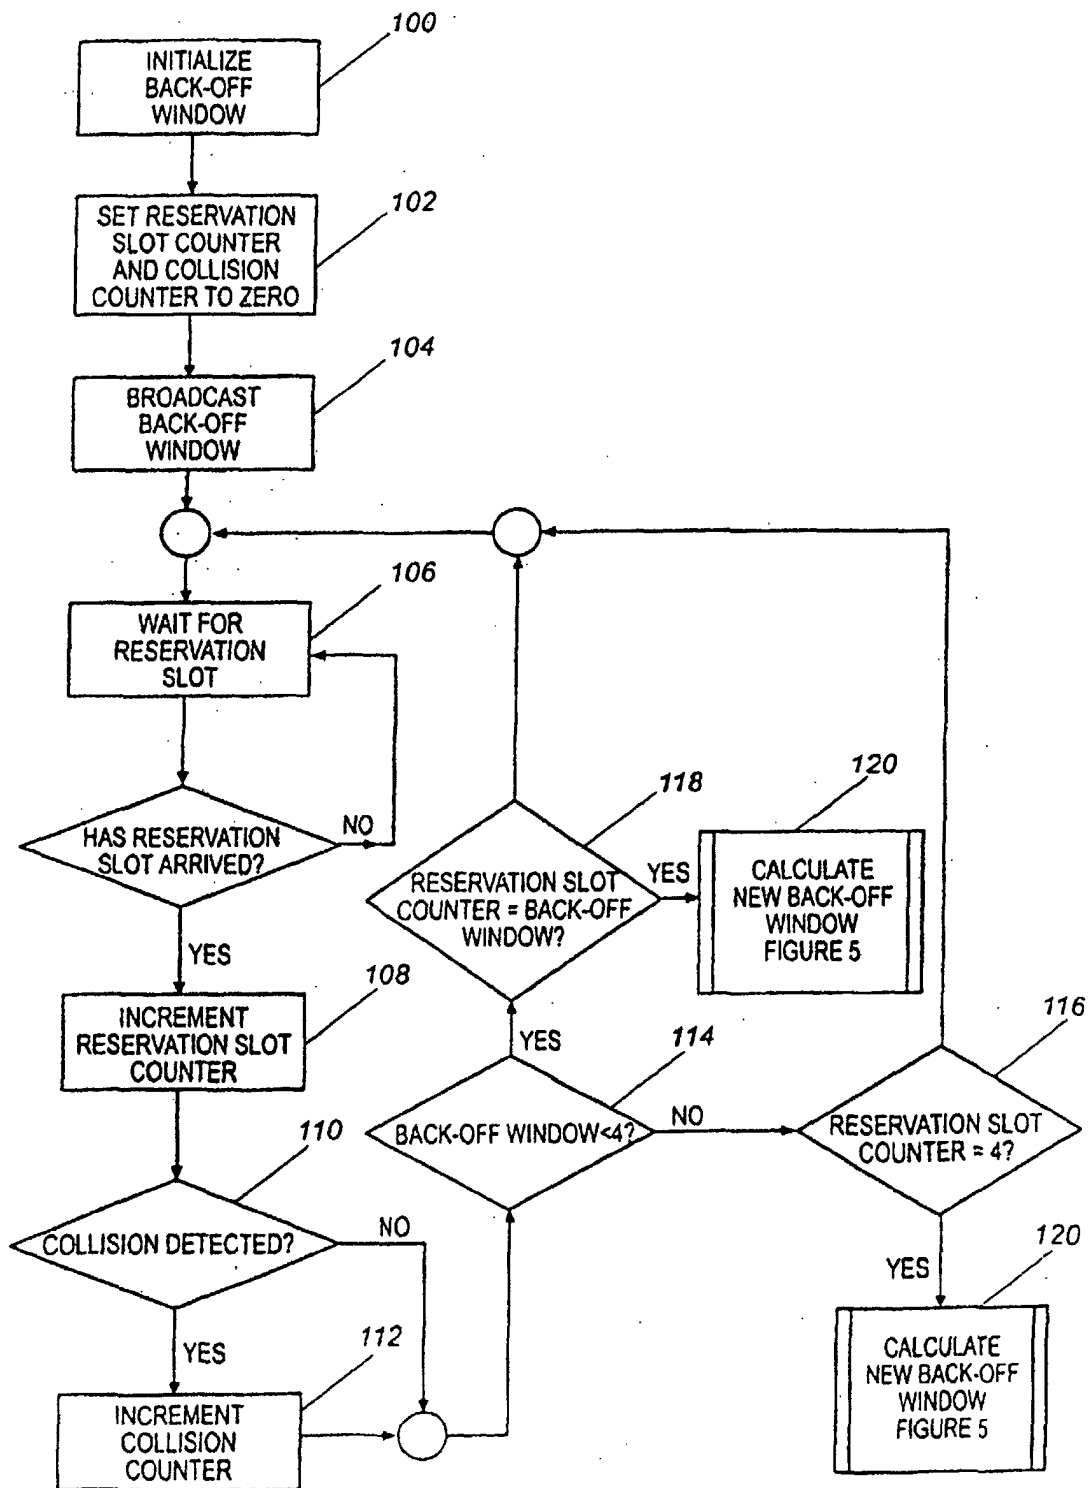 100
INITIALIZE
BACK-OFF
WINDOW
102
SET RESERVATION
SLOT COUNTER
AND COLLISION
COUNTER TO ZERO
104
BROADCAST
BACK-OFF
WINDOW
106
WAIT FOR
RESERVATION
SLOT
HAS RESERVATION
SLOT ARRIVED?
NO
YES
108
INCREMENT
RESERVATION SLOT
COUNTER
110
COLLISION DETECTED?
NO
YES
112
INCREMENT
COLLISION
COUNTER
114
BACK-OFF WINDOW<4?
YES
NO
118
RESERVATION SLOT
COUNTER = BACK-OFF
WINDOW?
YES
120
CALCULATE
NEW BACK-OFF
WINDOW
FIGURE 5
116
RESERVATION SLOT
COUNTER = 4?
YES
120
CALCULATE
NEW BACK-OFF
WINDOW
FIGURE 5